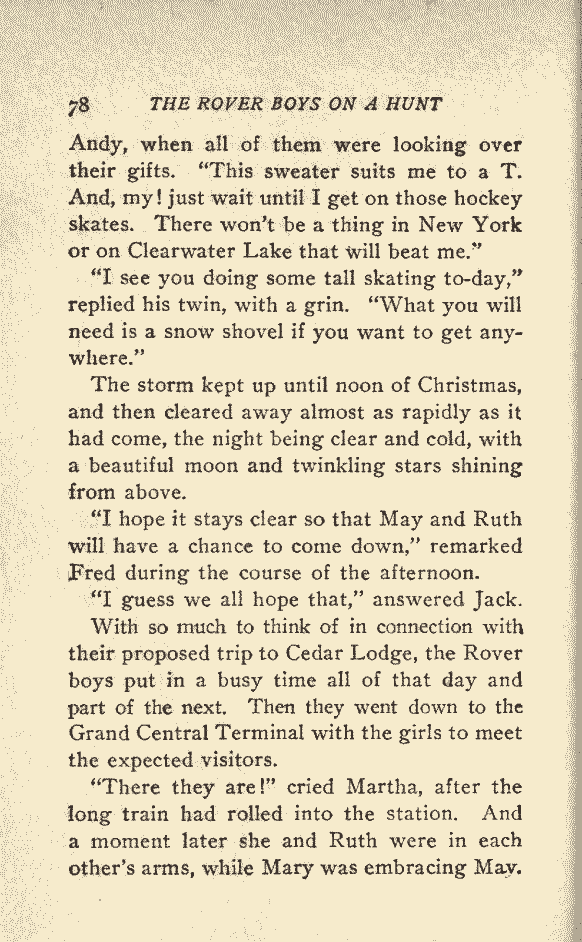 78 THE ROVER BOYS ON A HUNT
Andy, when all of them were looking over
their gifts. “This sweater suits me to a T.
And, my! just wait until I get on those hockey
skates. There won’t be a thing in New York
or on Clearwater Lake that will beat me.”
“I see you doing some tall skating to-day,”
replied his twin, with a grin. “What you will
need is a snow shovel if you want to get any-
where.”
The storm kept up until noon of Christmas,
and then cleared away almost as rapidly as it
had come, the night being clear and cold, with
a beautiful moon and twinkling stars shining
from above.
“I hope it stays clear so that May and Ruth
will have a chance to come down,” remarked
Fred during the course of the afternoon.
“I guess we all hope that,” answered Jack.
With so much to think of in connection with
their proposed trip to Cedar Lodge, the Rover
boys put in a busy time all of that day and
part of the next. Then they went down to the
Grand Central Terminal with the girls to meet
the expected visitors.
“There they are!” cried Martha, after the
long train had rolled into the station. And
a moment later she and Ruth were in each
other’s arms, while Mary was embracing May.